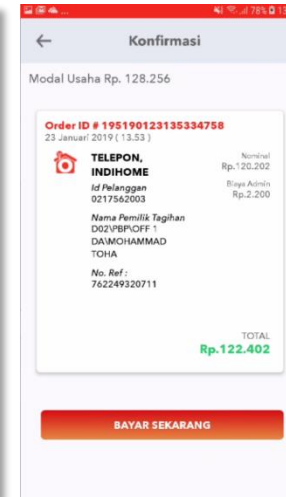 78% 13
Konfirmasi
Modal Usaha Rp. 128.256
Order ID # 195190123135334758
23 Januari 2019 ( 13.53 )
TELEPON,
INDIHOME
Nominal
Rp.120.202
Id Pelanggan
0217562003
Biaya Admin
Rp.2.200
Nama Pemilik Tagihan
D02\PBP\OFF 1
DA\MOHAMMAD
TOHA
No. Ref :
762249320711
TOTAL
Rp.122.402
BAYAR SEKARANG